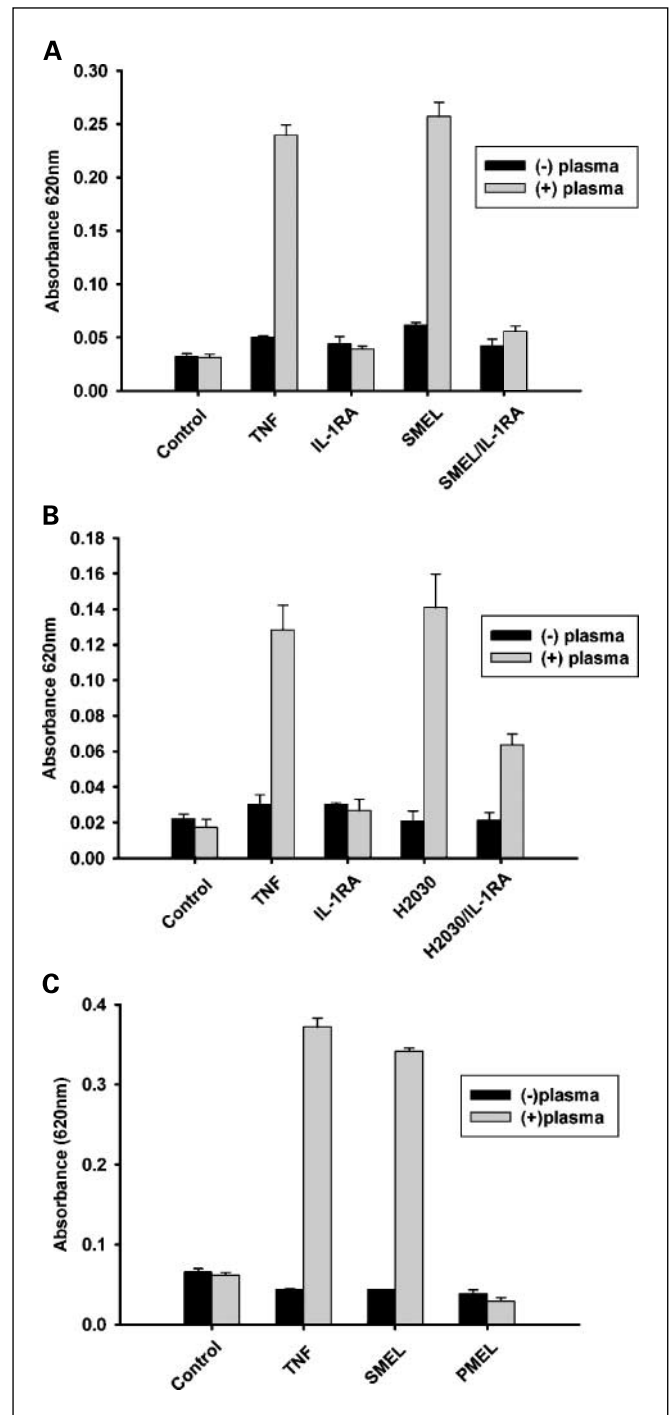 A
0.30
0.25
0.20
0.15
0.10
0.05
0.00
Absorbance 620nm
(-) plasma
(+) plasma
Control
TNF
IL-1RA
SMEL
SMEL/IL-1RA
B
0.18
0.16
0.14
0.12
0.10
0.08
0.06
0.04
0.02
0.00
Absorbance 620nm
(-) plasma
(+) plasma
Control
TNF
IL-1RA
H2030
H2030/IL-1RA
C
0.4
0.3
0.2
0.1
0.0
Absorbance (620nm)
(-)plasma
(+)plasma
Control
TNF
SMEL
PMEL